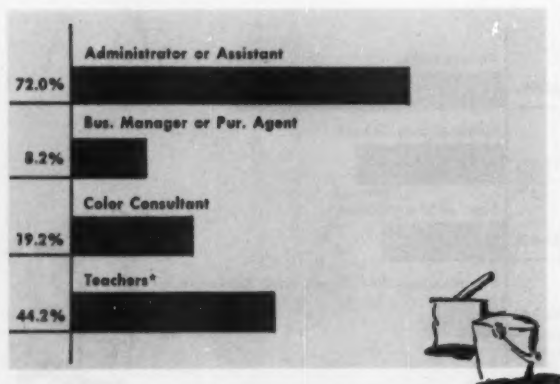 Administrator or Assistant
72.0%
Bus. Manager or Pur. Agent
8.2%
Color Consultant
19.2%
Teachers*
44.2%